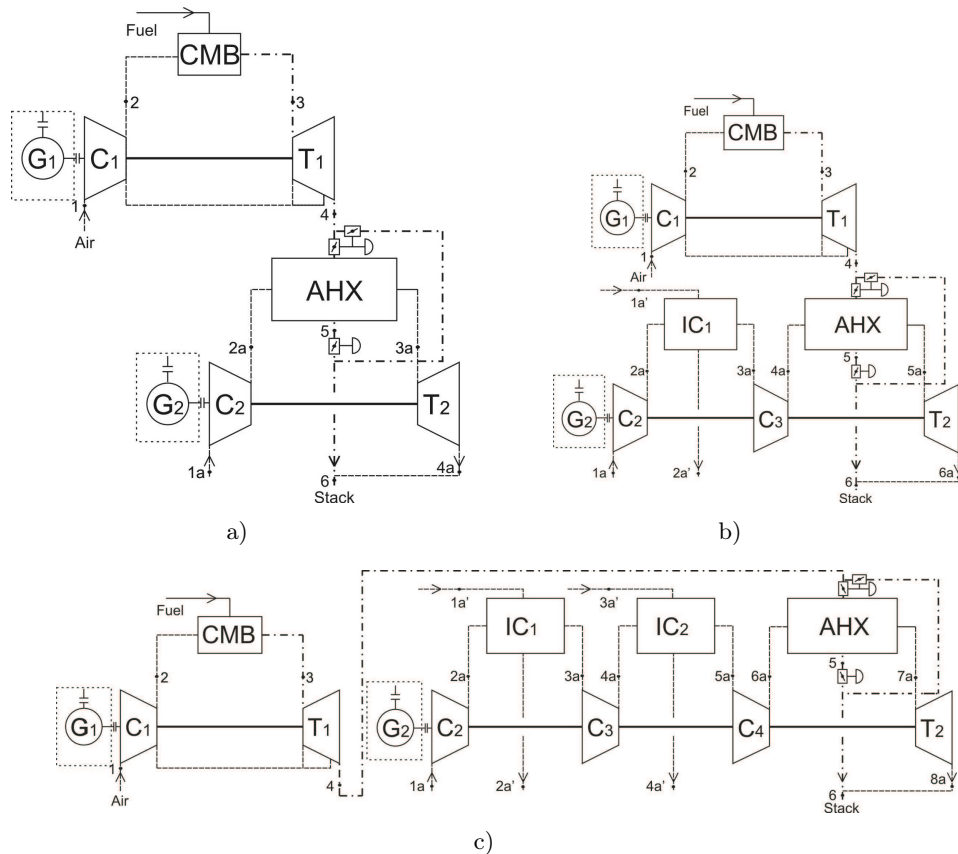 Fuel
CMB
2
3
G1
C1
T1
1
Air
4
AHX
5
2a
3a
G2
C2
T2
1a
4a
6
Stack
a)
Fuel
CMB
2
3
G1
C1
T1
1
Air
4
1a'
IC1
AHX
5
2a
3a
4a
5a
G2
C2
C3
T2
1a
2a'
6
6a
Stack
b)
Fuel
CMB
2
3
G1
C1
T1
1
Air
4
1a'
3a'
IC1
IC2
AHX
5
2a
3a
4a
5a
6a
7a
G2
C2
C3
C4
T2
1a
2a'
4a'
6
8a
Stack
c)